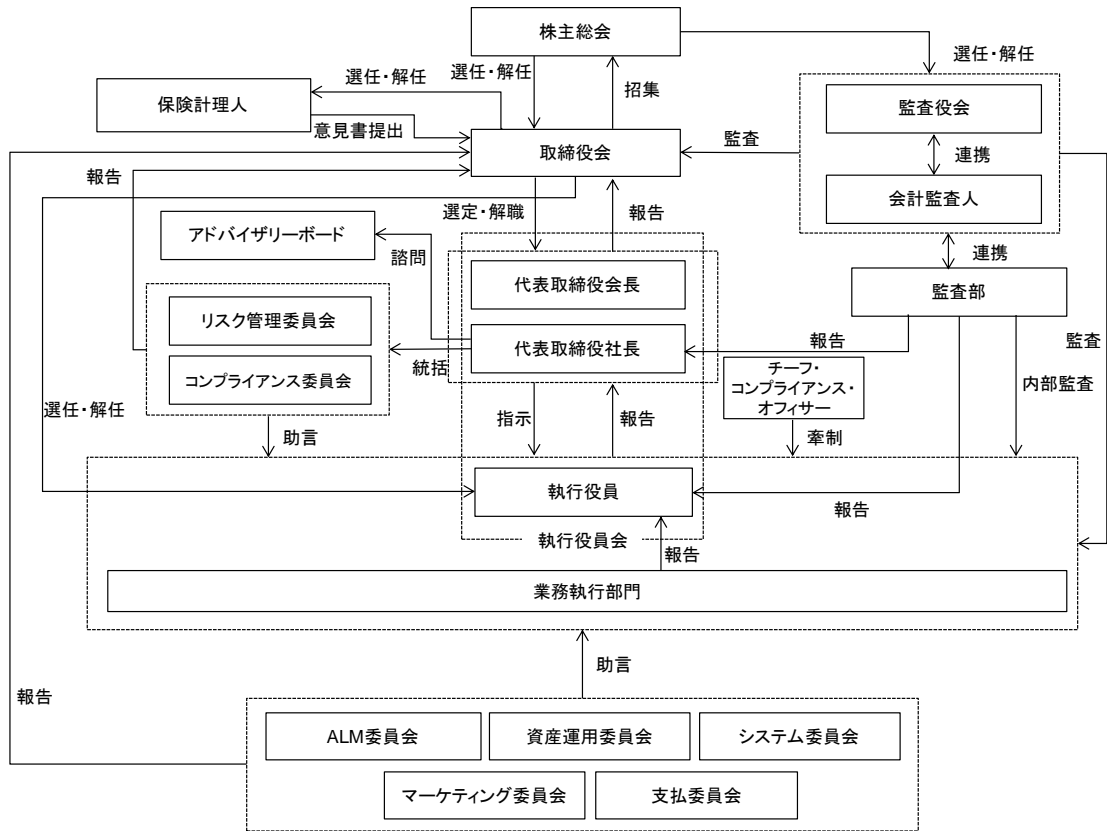 株主総会
選任・解任
選任・解任
招集
選任・解任
保険計理人
意見書提出
監査役会
取締役会
監査
連携
報告
会計監査人
選定・解職
報告
アドバイザリーボード
諮問
連携
代表取締役会長
監査部
リスク管理委員会
代表取締役社長
報告
監査
統括
チーフ・
コンプライアンス・
オフィサー
コンプライアンス委員会
内部監査
選任・解任
指示
報告
助言
牽制
執行役員
報告
執行役員会
報告
業務執行部門
助言
報告
ALM委員会
資産運用委員会
システム委員会
マーケティング委員会
支払委員会